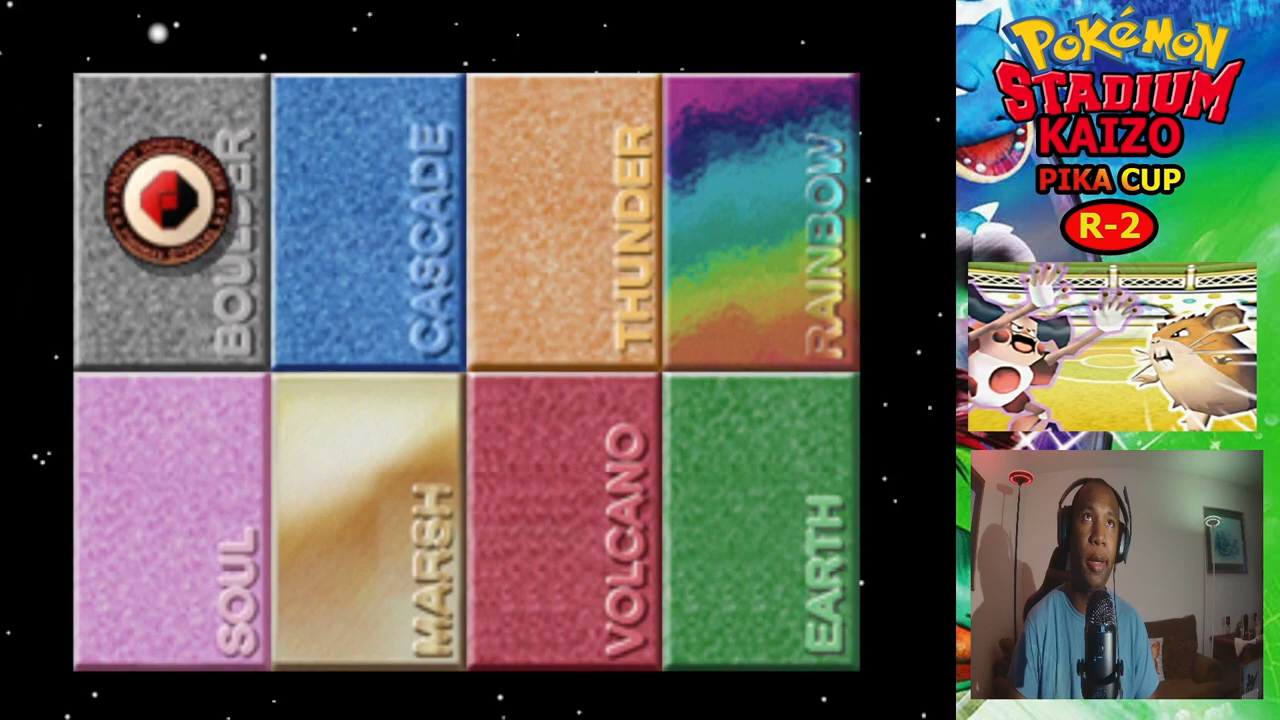 BOULDER
CASCADE
THUNDER
RAINBOW
SOUL
MARSH
VOLCANO
EARTH
POKÉMON
STADIUM
KAIZO
PIKA CUP
R-2